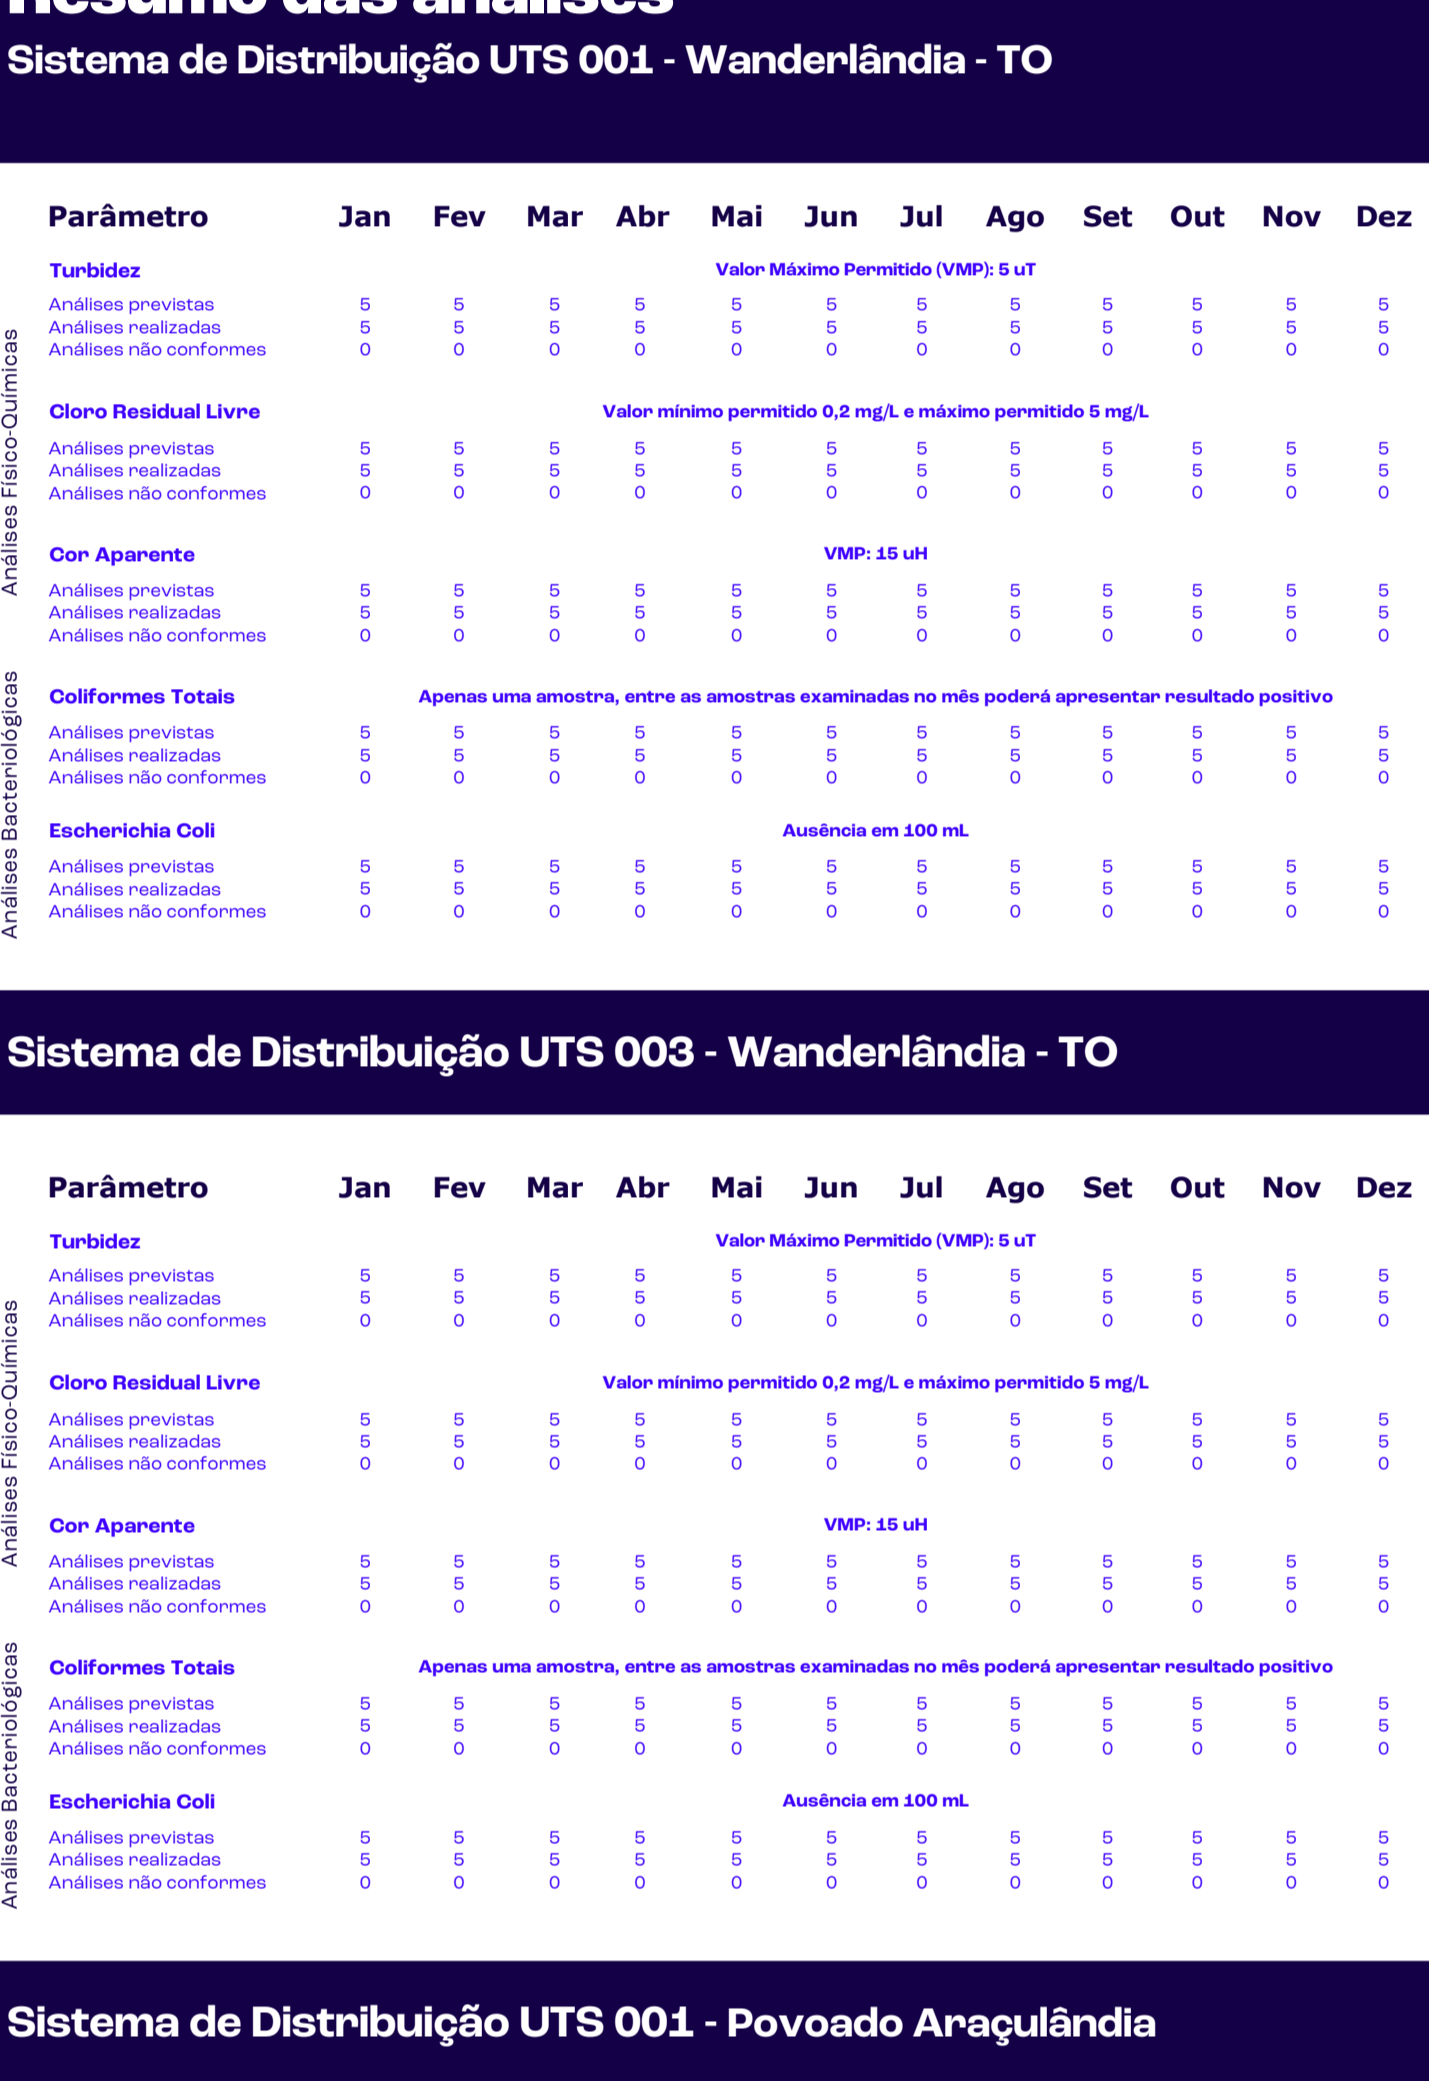 Resumo das análises
Sistema de Distribuição UTS 001 - Wanderlândia - TO
Parâmetro Jan Fev Mar Abr Mai Jun Jul Ago Set Out Nov Dez
Análises Físico-Químicas
Turbidez Valor Máximo Permitido (VMP): 5 uT
Análises previstas 5 5 5 5 5 5 5 5 5 5 5 5
Análises realizadas 5 5 5 5 5 5 5 5 5 5 5 5
Análises não conformes 0 0 0 0 0 0 0 0 0 0 0 0
Cloro Residual Livre Valor mínimo permitido 0,2 mg/L e máximo permitido 5 mg/L
Análises previstas 5 5 5 5 5 5 5 5 5 5 5 5
Análises realizadas 5 5 5 5 5 5 5 5 5 5 5 5
Análises não conformes 0 0 0 0 0 0 0 0 0 0 0 0
Cor Aparente VMP: 15 uH
Análises previstas 5 5 5 5 5 5 5 5 5 5 5 5
Análises realizadas 5 5 5 5 5 5 5 5 5 5 5 5
Análises não conformes 0 0 0 0 0 0 0 0 0 0 0 0
Análises Bacteriológicas
Coliformes Totais Apenas uma amostra, entre as amostras examinadas no mês poderá apresentar resultado positivo
Análises previstas 5 5 5 5 5 5 5 5 5 5 5 5
Análises realizadas 5 5 5 5 5 5 5 5 5 5 5 5
Análises não conformes 0 0 0 0 0 0 0 0 0 0 0 0
Escherichia Coli Ausência em 100 mL
Análises previstas 5 5 5 5 5 5 5 5 5 5 5 5
Análises realizadas 5 5 5 5 5 5 5 5 5 5 5 5
Análises não conformes 0 0 0 0 0 0 0 0 0 0 0 0
Sistema de Distribuição UTS 003 - Wanderlândia - TO
Parâmetro Jan Fev Mar Abr Mai Jun Jul Ago Set Out Nov Dez
Análises Físico-Químicas
Turbidez Valor Máximo Permitido (VMP): 5 uT
Análises previstas 5 5 5 5 5 5 5 5 5 5 5 5
Análises realizadas 5 5 5 5 5 5 5 5 5 5 5 5
Análises não conformes 0 0 0 0 0 0 0 0 0 0 0 0
Cloro Residual Livre Valor mínimo permitido 0,2 mg/L e máximo permitido 5 mg/L
Análises previstas 5 5 5 5 5 5 5 5 5 5 5 5
Análises realizadas 5 5 5 5 5 5 5 5 5 5 5 5
Análises não conformes 0 0 0 0 0 0 0 0 0 0 0 0
Cor Aparente VMP: 15 uH
Análises previstas 5 5 5 5 5 5 5 5 5 5 5 5
Análises realizadas 5 5 5 5 5 5 5 5 5 5 5 5
Análises não conformes 0 0 0 0 0 0 0 0 0 0 0 0
Análises Bacteriológicas
Coliformes Totais Apenas uma amostra, entre as amostras examinadas no mês poderá apresentar resultado positivo
Análises previstas 5 5 5 5 5 5 5 5 5 5 5 5
Análises realizadas 5 5 5 5 5 5 5 5 5 5 5 5
Análises não conformes 0 0 0 0 0 0 0 0 0 0 0 0
Escherichia Coli Ausência em 100 mL
Análises previstas 5 5 5 5 5 5 5 5 5 5 5 5
Análises realizadas 5 5 5 5 5 5 5 5 5 5 5 5
Análises não conformes 0 0 0 0 0 0 0 0 0 0 0 0
Sistema de Distribuição UTS 001 - Povoado Araçulândia